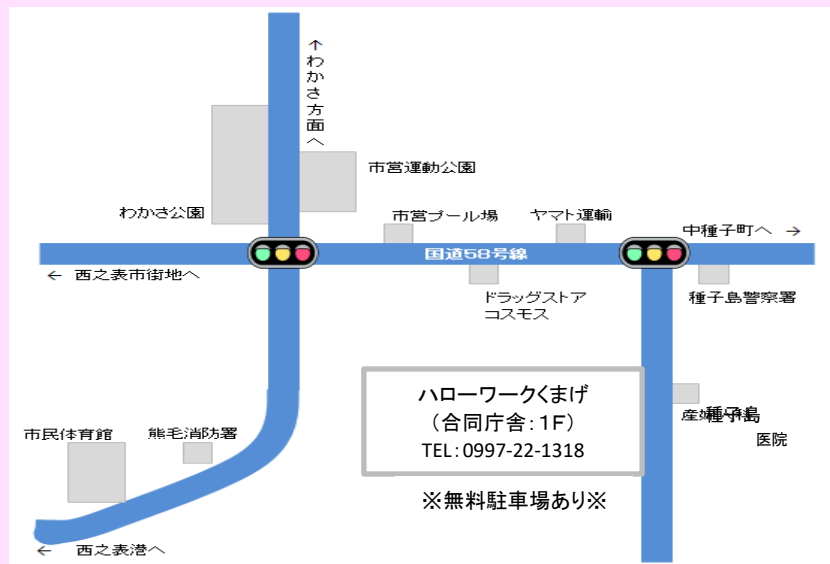 ↑わかさ方面へ
市営運動公園
わかさ公園
市営プール場
ヤマト運輸
中種子町へ →
国道58号線
← 西之表市街地へ
ドラッグストア
コスモス
種子島警察署
ハローワークくまげ
（合同庁舎：1F）
TEL：0997-22-1318
市民体育館
熊毛消防署
種子島
医院
※無料駐車場あり※
← 西之表港へ